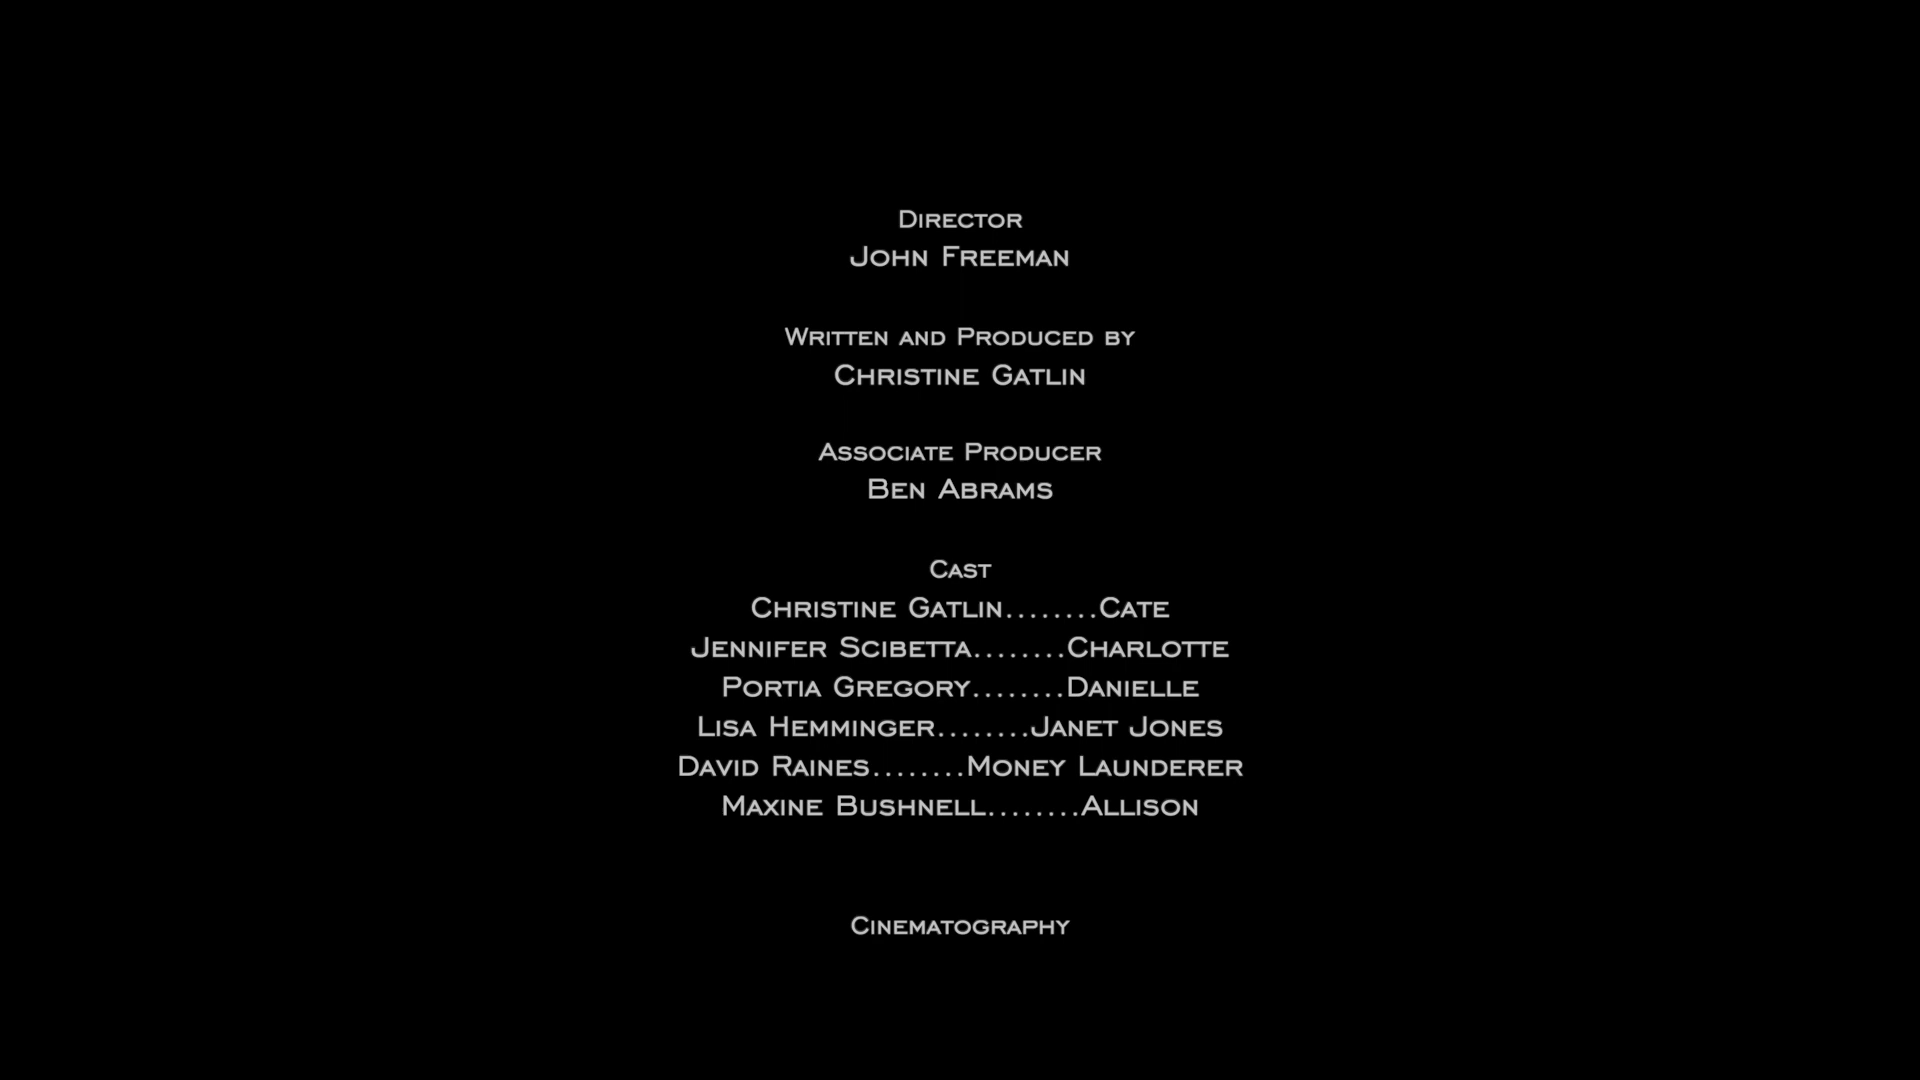 Director
John Freeman
Written and Produced by
Christine Gatlin
Associate Producer
Ben Abrams
Cast
Christine Gatlin........Cate
Jennifer Scibetta........Charlotte
Portia Gregory........Danielle
Lisa Hemminger........Janet Jones
David Raines........Money Launderer
Maxine Bushnell........Allison
Cinematography